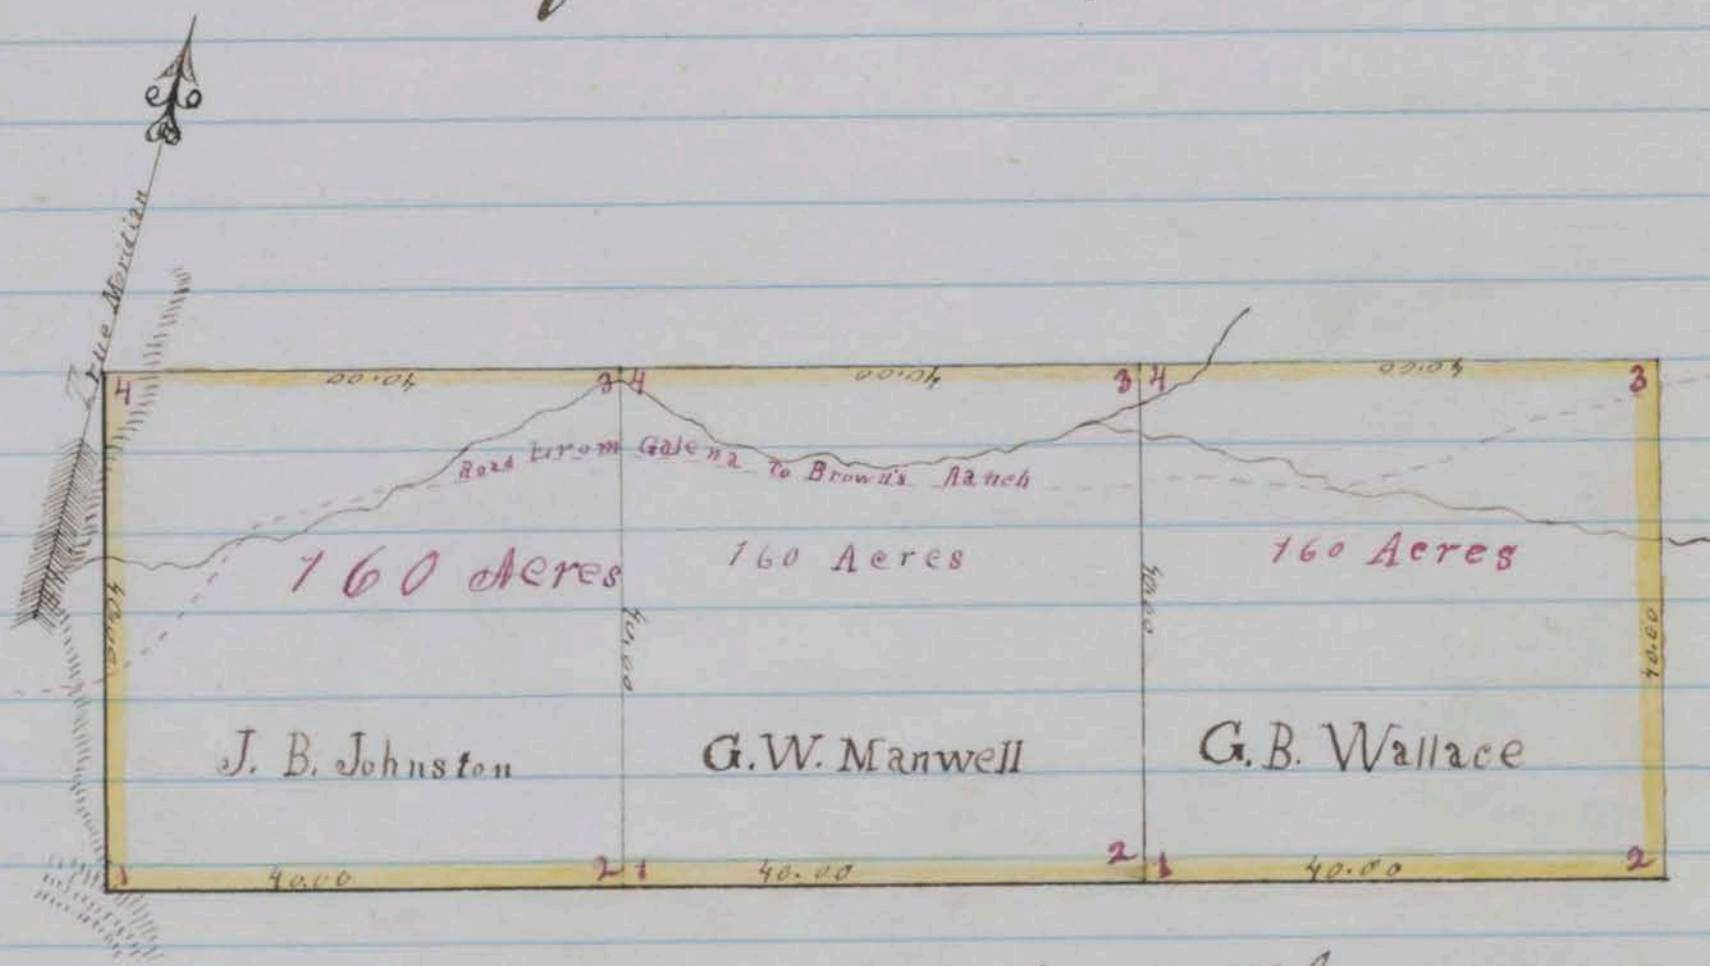 True Meridian
4 40.00 3 4 40.00 3 4 40.00 3
Road from Galena to Brown's Ranch
160 Acres 160 Acres 160 Acres
40.00 40.00 40.00 40.00
J. B. Johnston G. W. Manwell G. B. Wallace
1 40.00 2 1 40.00 2 1 40.00 2